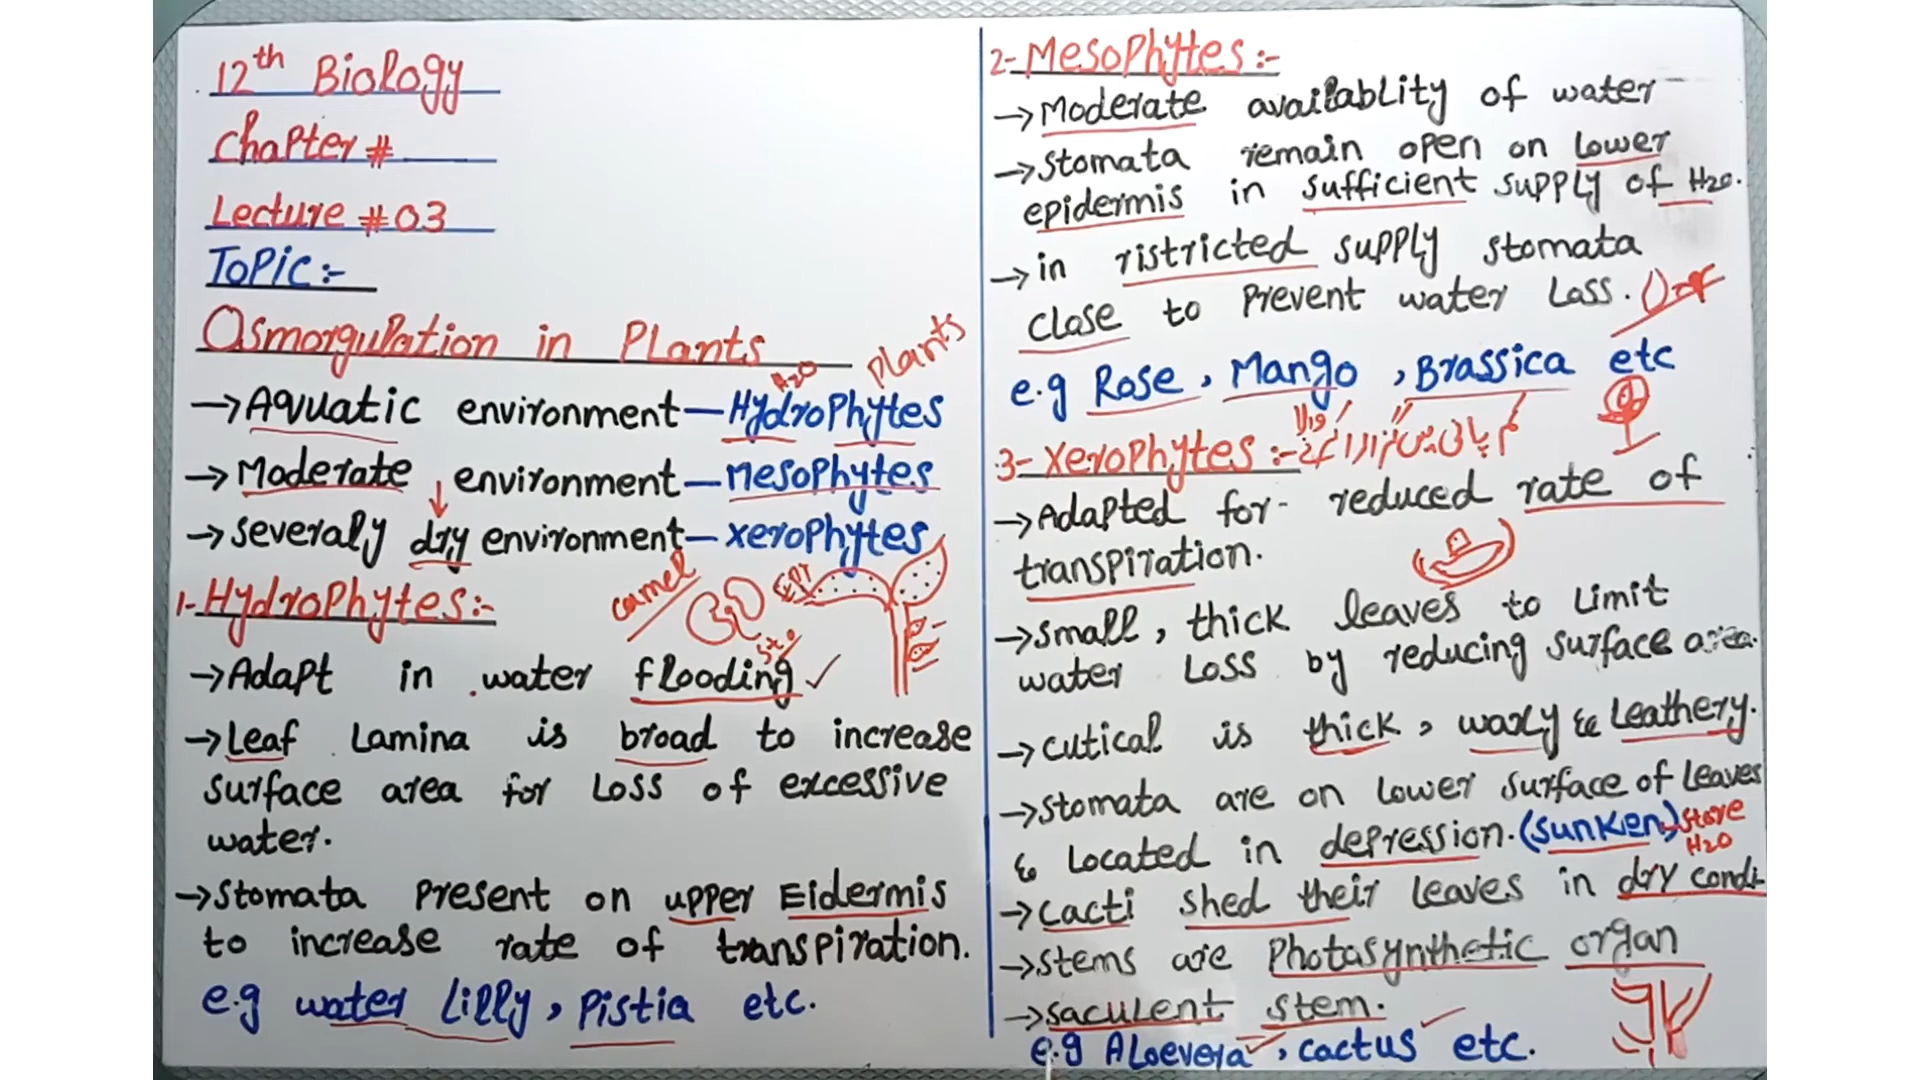 12th Biology
Chapter #
Lecture #03
Topic:-
Osmorgulation in Plants
H2O Plants
→Aquatic environment—Hydrophytes
→Moderate environment—Mesophytes
→severaly dry environment—xerophytes
1-Hydrophytes:-
camel
→Adapt in water flooding ✓
→Leaf Lamina is broad to increase
surface area for Loss of excessive
water.
→Stomata Present on upper Eidermis
to increase rate of transpiration.
e.g water Lilly, Pistia etc.
2-Mesophytes:-
→Moderate availablity of water
→Stomata remain open on lower
epidermis in sufficient supply of H2O.
→in ristricted supply stomata
close to Prevent water Loss.
e.g Rose, Mango, Brassica etc
3-Xerophytes:-
→Adapted for reduced rate of
transpiration.
→small, thick leaves to Limit
water Loss by reducing surface area.
→cutical is thick, waxly & Leathery.
→stomata are on lower surface of leaves
& Located in depression. (sunken) store
H2O
→cacti shed their leaves in dry condi
→stems are Photasynthetic organ
→saculent stem.
e.g ALoevera, cactus etc.